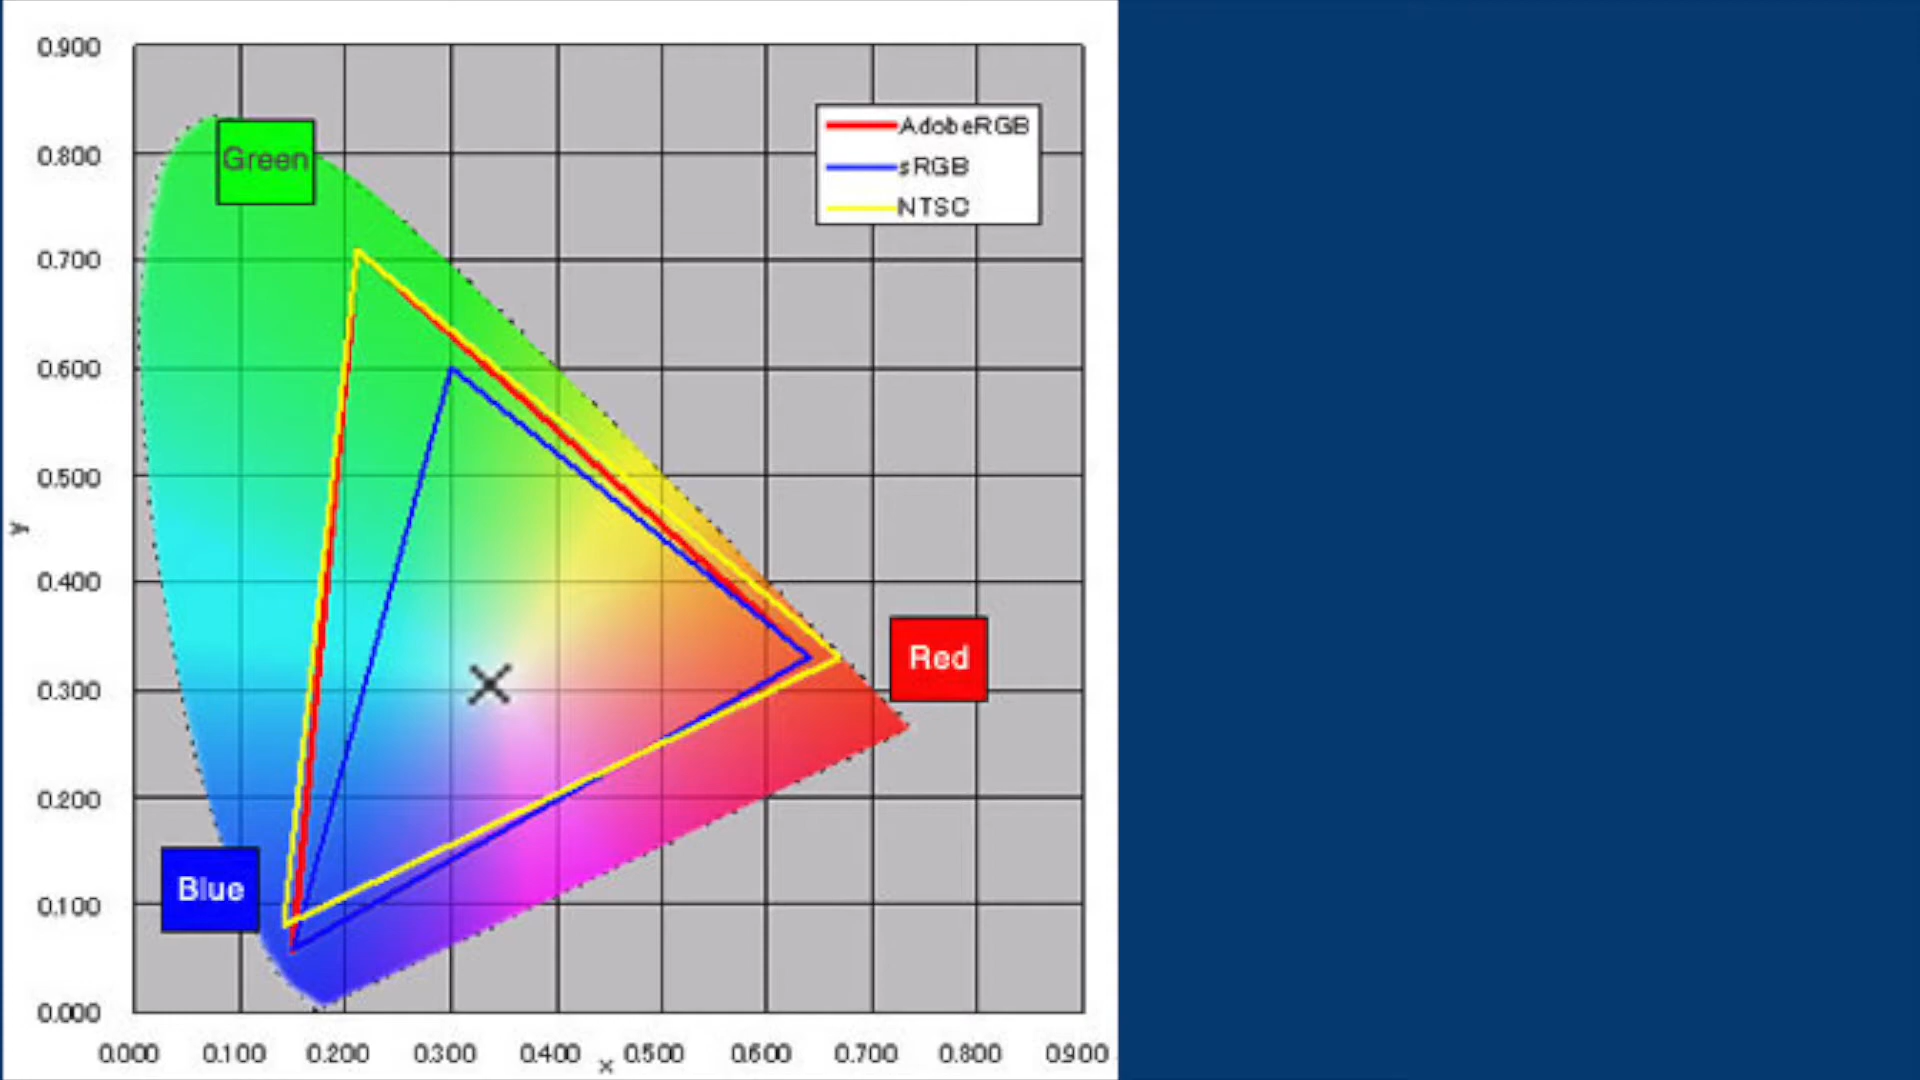 0.900
0.800
0.700
0.600
0.500
0.400
0.300
0.200
0.100
0.000
y
Green
AdobeRGB
sRGB
NTSC
Red
Blue
0.000 0.100 0.200 0.300 0.400 0.500 0.600 0.700 0.800 0.900
x